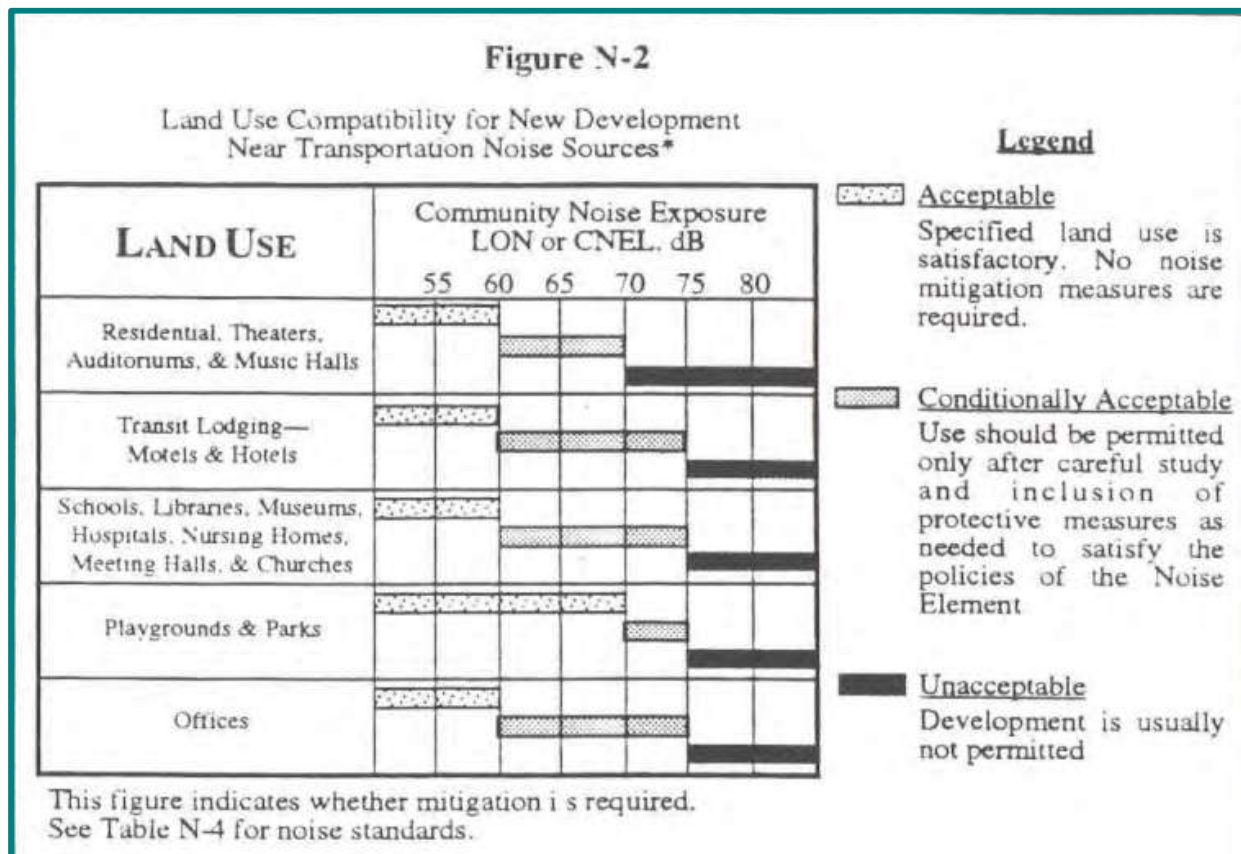 Figure N-2
Land Use Compatibility for New Development
Near Transportation Noise Sources*
LAND USE
Community Noise Exposure
LON or CNEL, dB
55 60 65 70 75 80
Residential, Theaters,
Auditoriums, & Music Halls
Transit Lodging—
Motels & Hotels
Schools, Libraries, Museums,
Hospitals, Nursing Homes,
Meeting Halls, & Churches
Playgrounds & Parks
Offices
This figure indicates whether mitigation i s required.
See Table N-4 for noise standards.
Legend
Acceptable
Specified land use is
satisfactory. No noise
mitigation measures are
required.
Conditionally Acceptable
Use should be permitted
only after careful study
and inclusion of
protective measures as
needed to satisfy the
policies of the Noise
Element
Unacceptable
Development is usually
not permitted